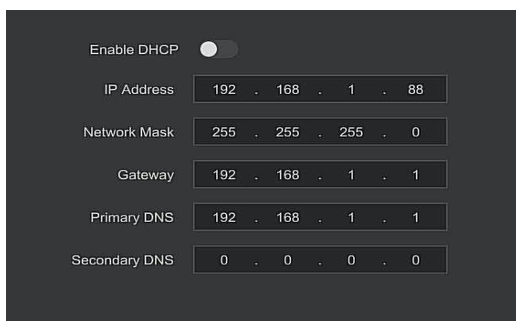 Enable DHCP
IP Address 192 . 168 . 1 . 88
Network Mask 255 . 255 . 255 . 0
Gateway 192 . 168 . 1 . 1
Primary DNS 192 . 168 . 1 . 1
Secondary DNS 0 . 0 . 0 . 0